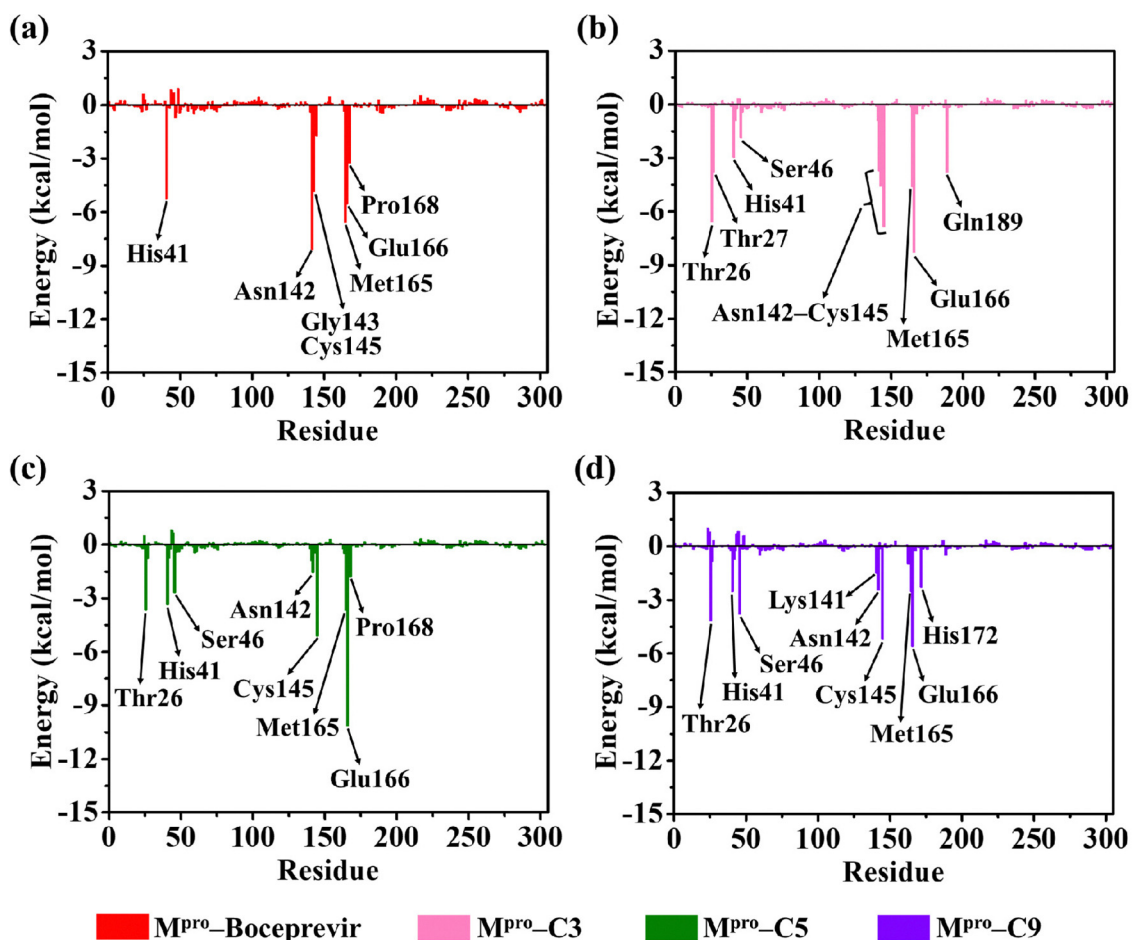 (a)
Energy (kcal/mol)
3
0
-3
-6
-9
-12
-15
His41
Asn142
Gly143
Cys145
Met165
Glu166
Pro168
0 50 100 150 200 250 300
Residue
(b)
Energy (kcal/mol)
3
0
-3
-6
-9
-12
-15
Ser46
His41
Thr27
Thr26
Asn142–Cys145
Met165
Glu166
Gln189
0 50 100 150 200 250 300
Residue
(c)
Energy (kcal/mol)
3
0
-3
-6
-9
-12
-15
Thr26
His41
Ser46
Asn142
Cys145
Met165
Glu166
Pro168
0 50 100 150 200 250 300
Residue
(d)
Energy (kcal/mol)
3
0
-3
-6
-9
-12
-15
Thr26
His41
Ser46
Lys141
Asn142
Cys145
Met165
Glu166
His172
0 50 100 150 200 250 300
Residue
Mᵖʳᵒ–Boceprevir Mᵖʳᵒ–C3 Mᵖʳᵒ–C5 Mᵖʳᵒ–C9